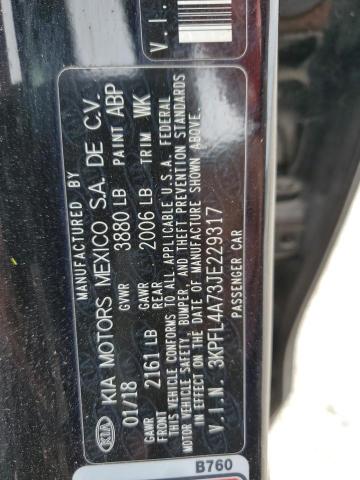 MANUFACTURED BY
KIA KIA MOTORS MEXICO S.A. DE C.V.
01/18 GVWR 3880 LB PAINT ABP
GAWR FRONT 2161 LB GAWR REAR 2006 LB TRIM WK
THIS VEHICLE CONFORMS TO ALL APPLICABLE U.S.A. FEDERAL
MOTOR VEHICLE SAFETY, BUMPER, AND THEFT PREVENTION STANDARDS
IN EFFECT ON THE DATE OF MANUFACTURE SHOWN ABOVE.
V.I.N. 3KPFL4A73JE229317
PASSENGER CAR
B760
V.I.